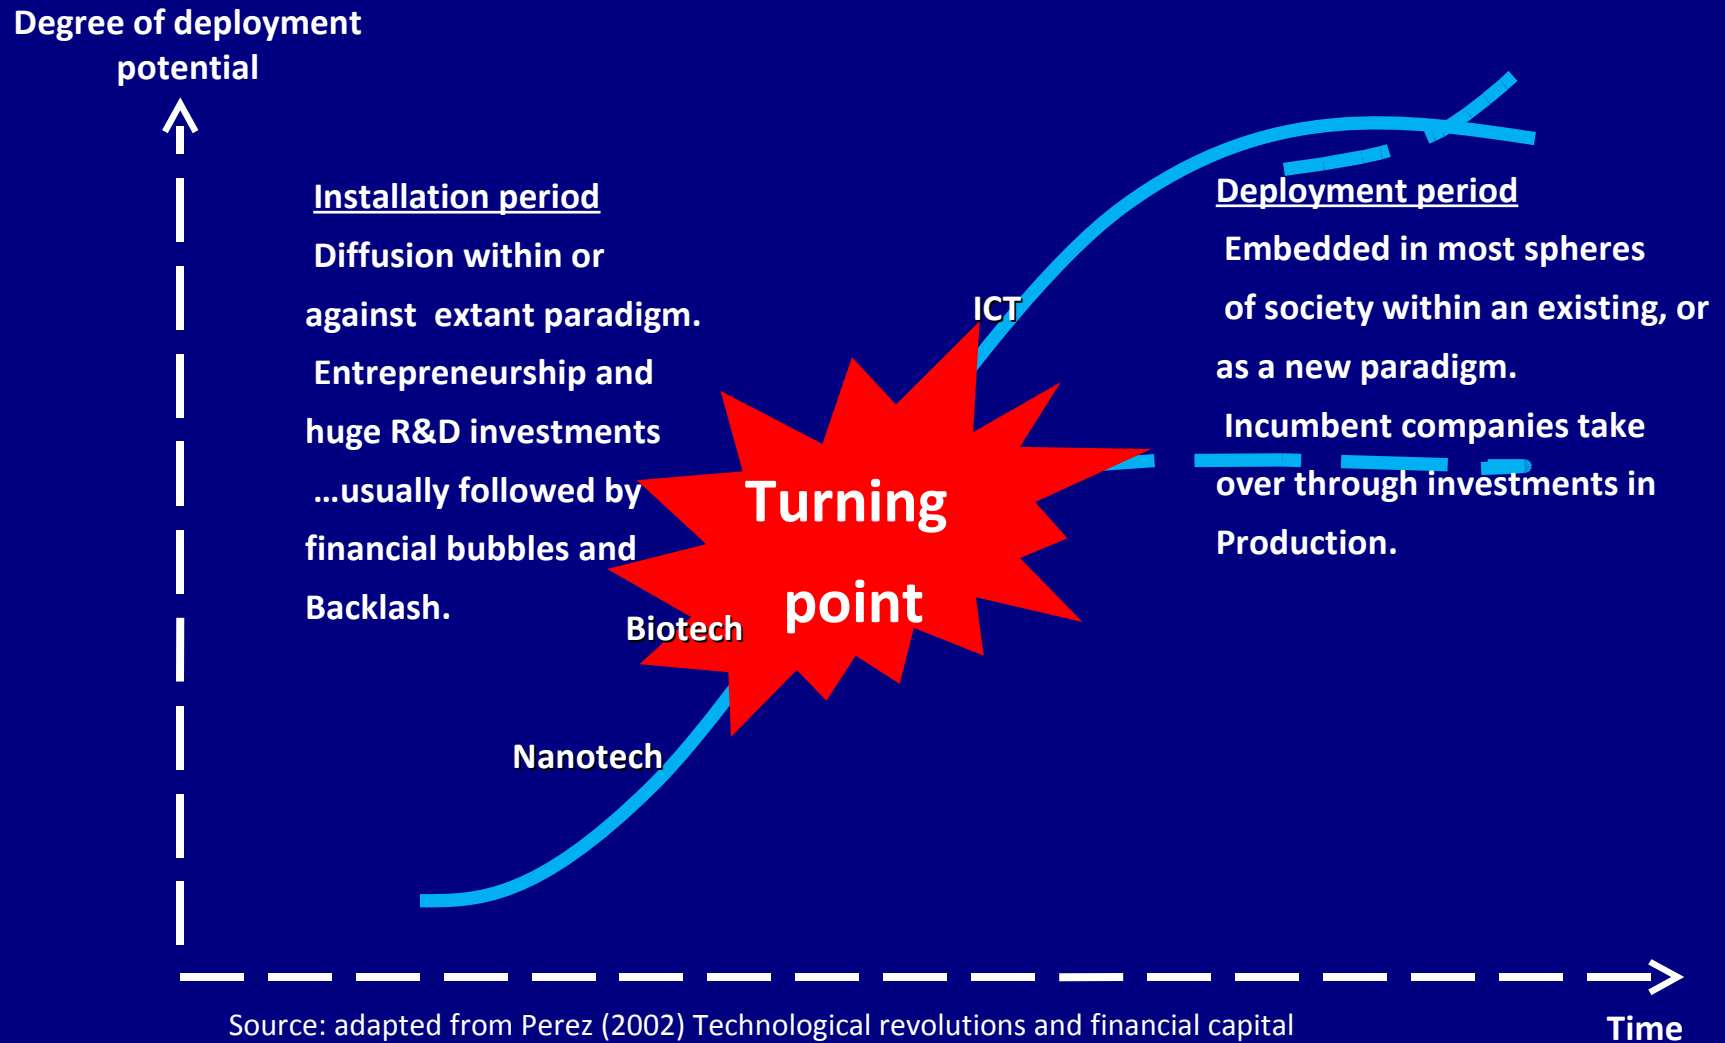 Degree of deployment
potential
Installation period
Diffusion within or
against extant paradigm.
Entrepreneurship and
huge R&D investments
...usually followed by
financial bubbles and
Backlash.
Deployment period
Embedded in most spheres
of society within an existing, or
as a new paradigm.
Incumbent companies take
over through investments in
Production.
ICT
Turning
point
Biotech
Nanotech
Source: adapted from Perez (2002) Technological revolutions and financial capital
Time